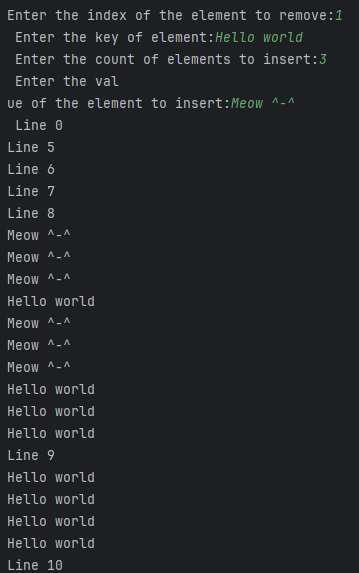 Enter the index of the element to remove:1
Enter the key of element:Hello world
Enter the count of elements to insert:3
Enter the val
ue of the element to insert:Meow ^-^
Line 0
Line 5
Line 6
Line 7
Line 8
Meow ^-^
Meow ^-^
Meow ^-^
Hello world
Meow ^-^
Meow ^-^
Meow ^-^
Hello world
Hello world
Hello world
Line 9
Hello world
Hello world
Hello world
Hello world
Line 10